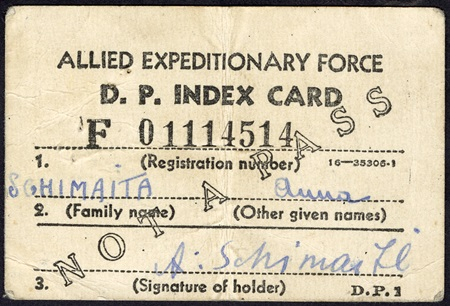 ALLIED EXPEDITIONARY FORCE
D. P. INDEX CARD
F 01114514
1. (Registration number) 16—35306-1
SCHIMAITA Anna
2. (Family name) (Other given names)
A. Schimaiti
3. (Signature of holder) D.P.1
NOT A PASS